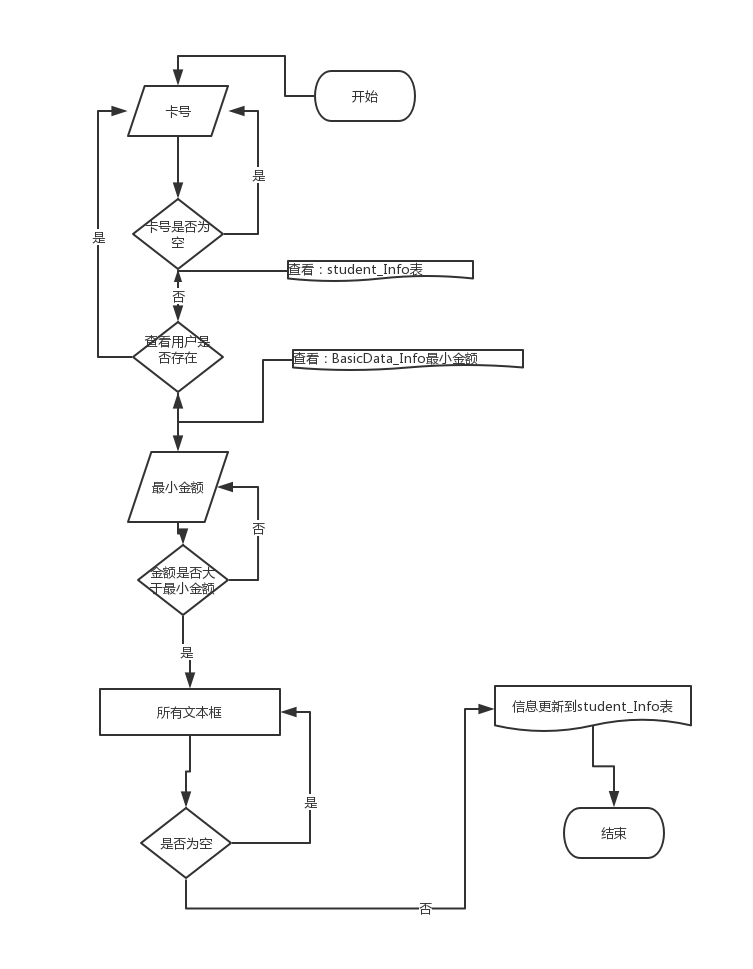 开始
卡号
是
卡号是否为
空
是
查看：student_Info表
否
查看用户是
否存在
查看：BasicData_Info最小金额
最小金额
否
金额是否大
于最小金额
是
所有文本框
信息更新到student_Info表
是
结束
是否为空
否